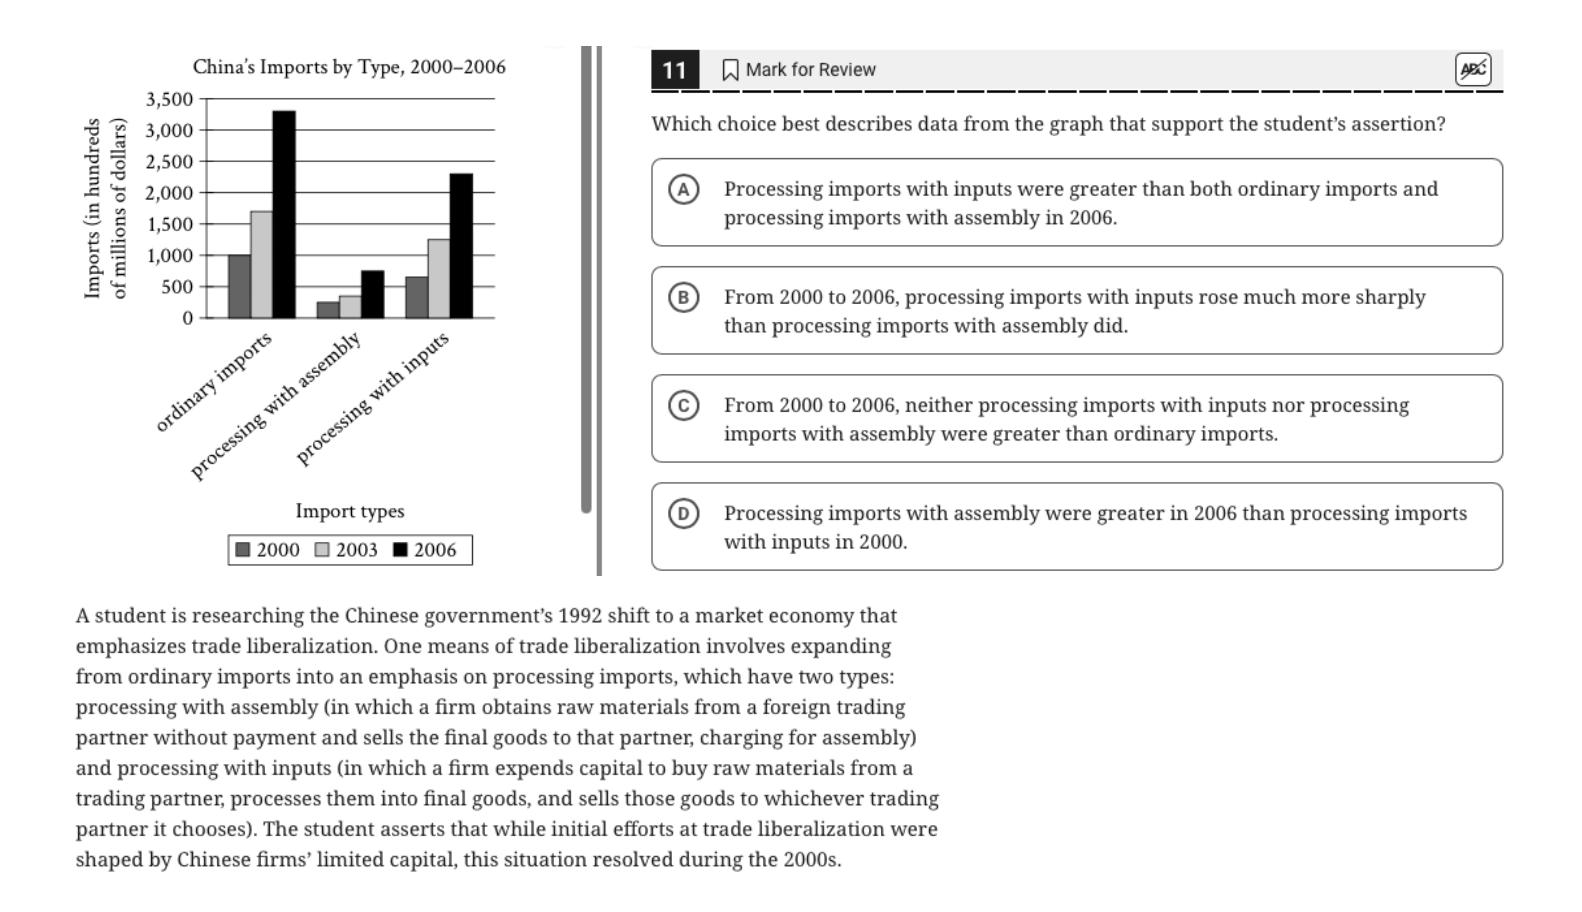 China's Imports by Type, 2000–2006
Imports (in hundreds
of millions of dollars)
3,500
3,000
2,500
2,000
1,500
1,000
500
0
ordinary imports
processing with assembly
processing with inputs
Import types
2000 2003 2006
11 Mark for Review ABC
Which choice best describes data from the graph that support the student's assertion?
A Processing imports with inputs were greater than both ordinary imports and
processing imports with assembly in 2006.
B From 2000 to 2006, processing imports with inputs rose much more sharply
than processing imports with assembly did.
C From 2000 to 2006, neither processing imports with inputs nor processing
imports with assembly were greater than ordinary imports.
D Processing imports with assembly were greater in 2006 than processing imports
with inputs in 2000.
A student is researching the Chinese government's 1992 shift to a market economy that
emphasizes trade liberalization. One means of trade liberalization involves expanding
from ordinary imports into an emphasis on processing imports, which have two types:
processing with assembly (in which a firm obtains raw materials from a foreign trading
partner without payment and sells the final goods to that partner, charging for assembly)
and processing with inputs (in which a firm expends capital to buy raw materials from a
trading partner, processes them into final goods, and sells those goods to whichever trading
partner it chooses). The student asserts that while initial efforts at trade liberalization were
shaped by Chinese firms' limited capital, this situation resolved during the 2000s.